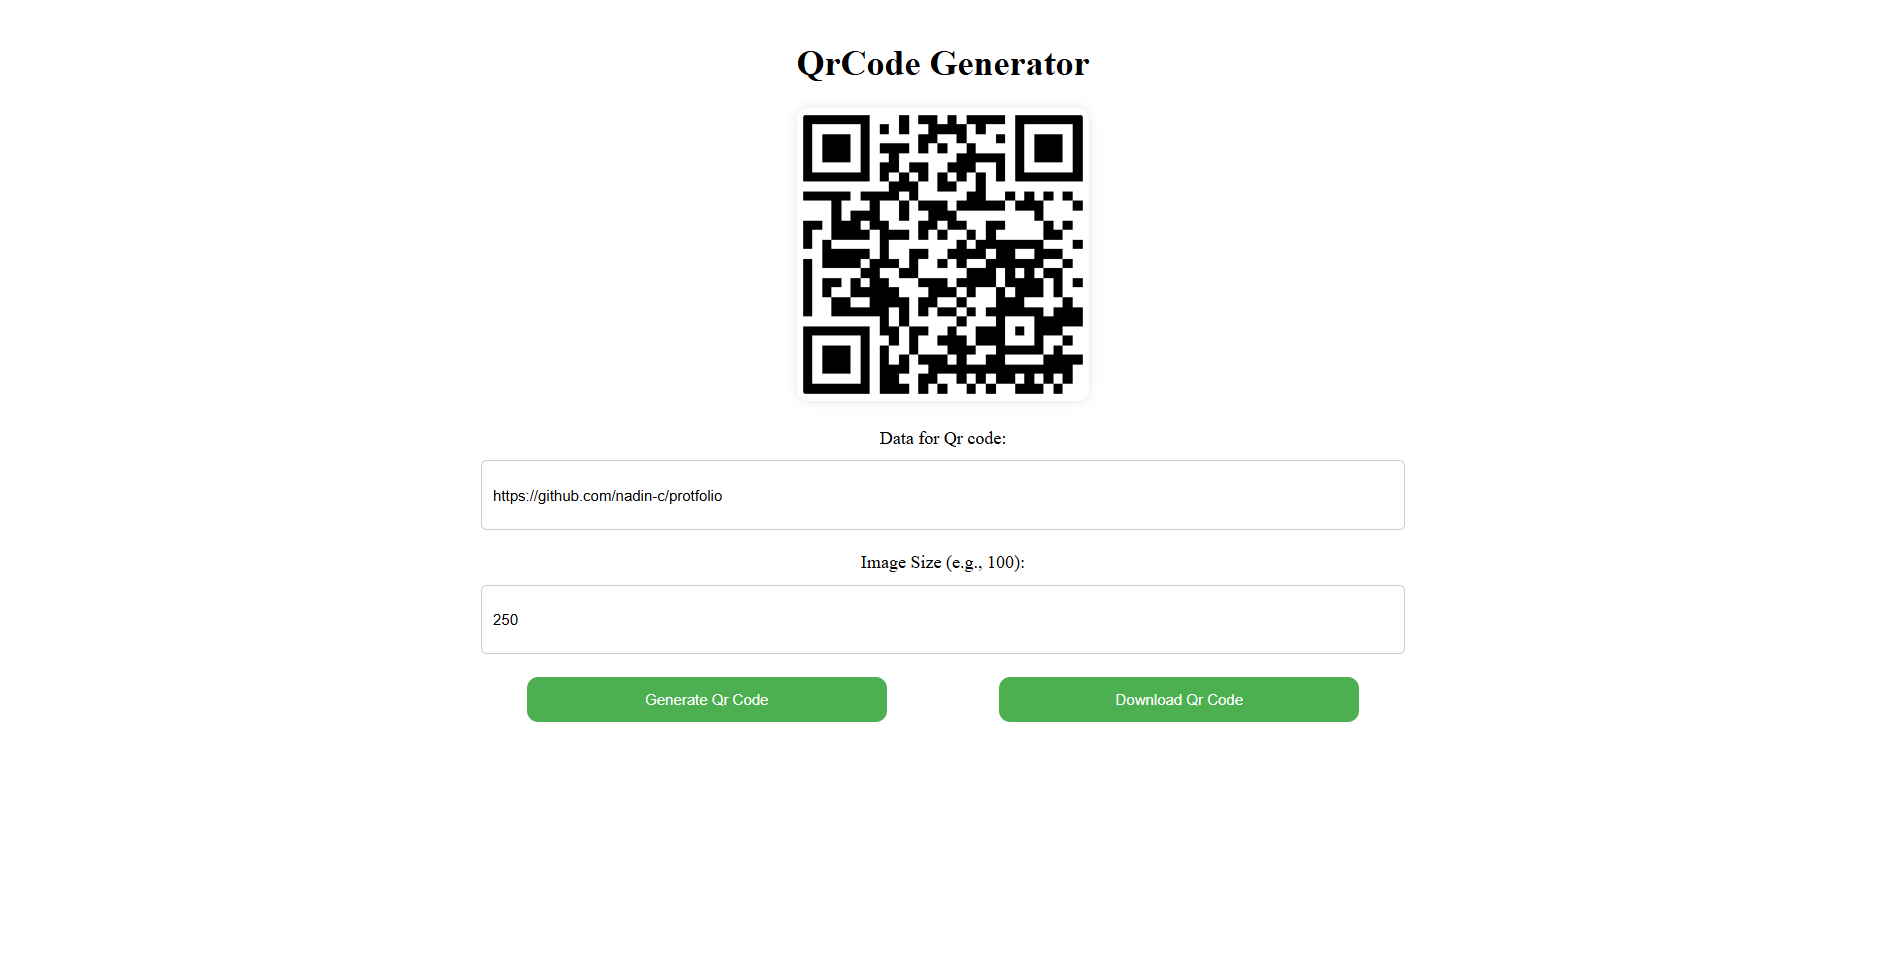 QrCode Generator
Data for Qr code:
https://github.com/nadin-c/protfolio
Image Size (e.g., 100):
250
Generate Qr Code
Download Qr Code